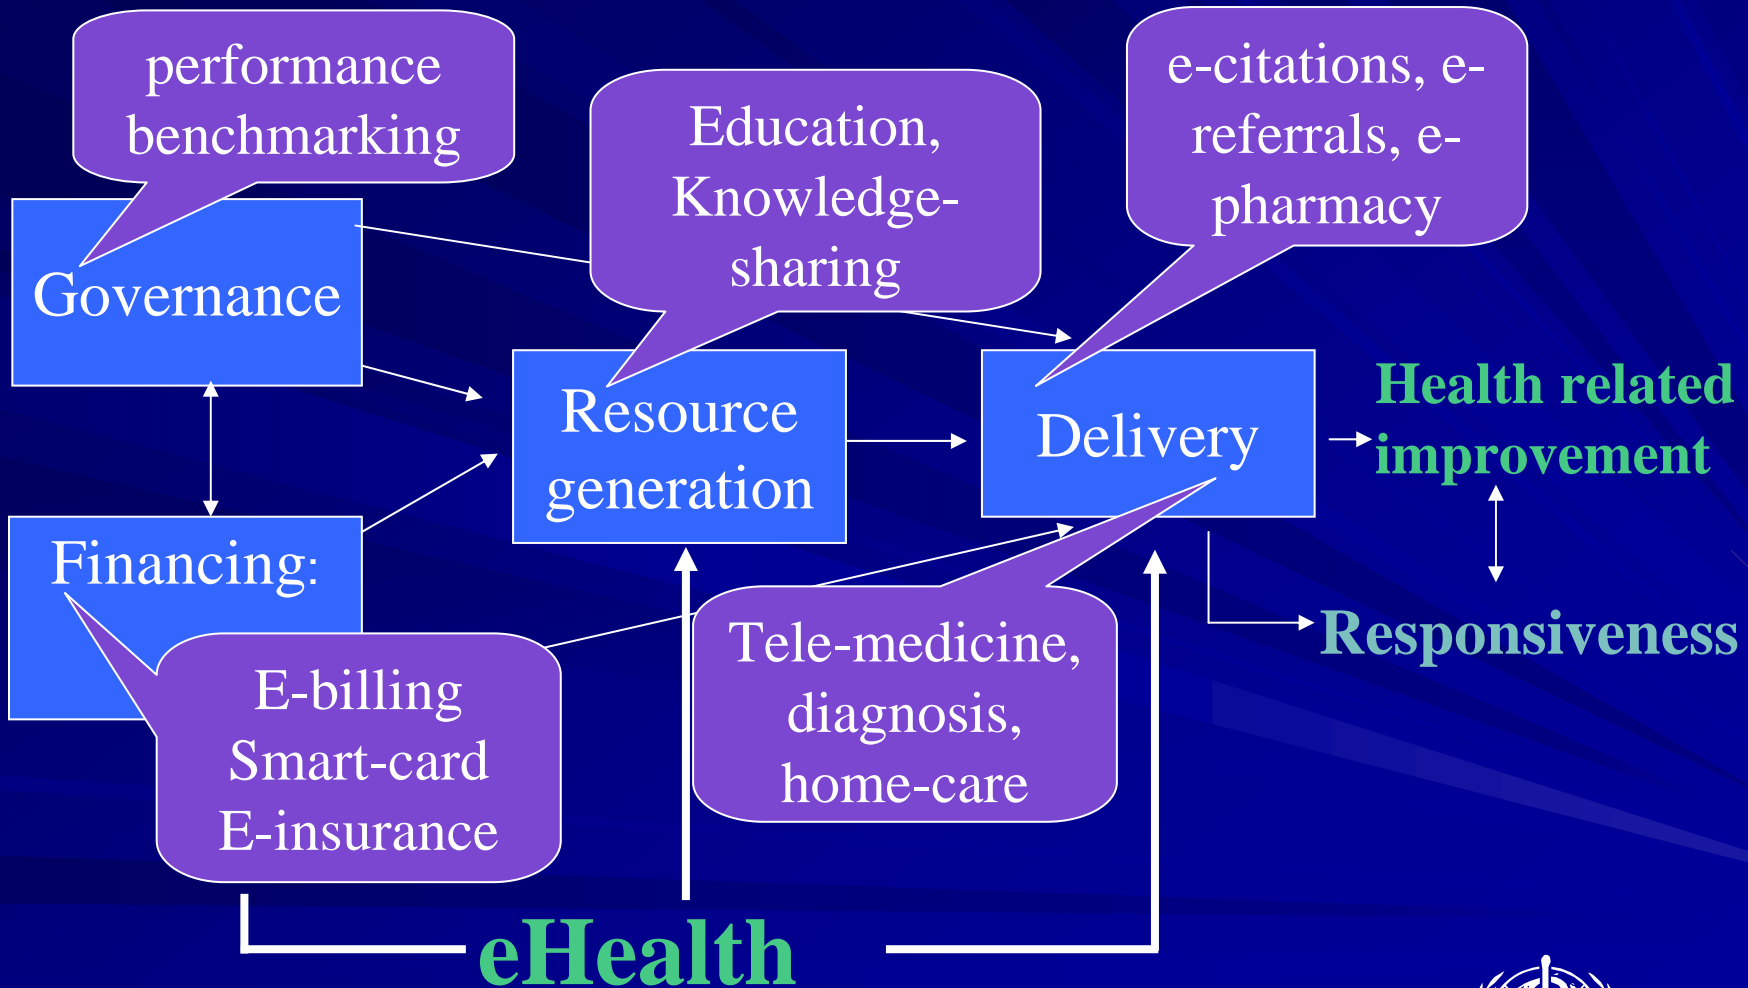 performance
benchmarking
Education,
Knowledge-
sharing
e-citations, e-
referrals, e-
pharmacy
Governance
Resource
generation
Delivery
Health related
improvement
Financing:
Responsiveness
E-billing
Smart-card
E-insurance
Tele-medicine,
diagnosis,
home-care
eHealth